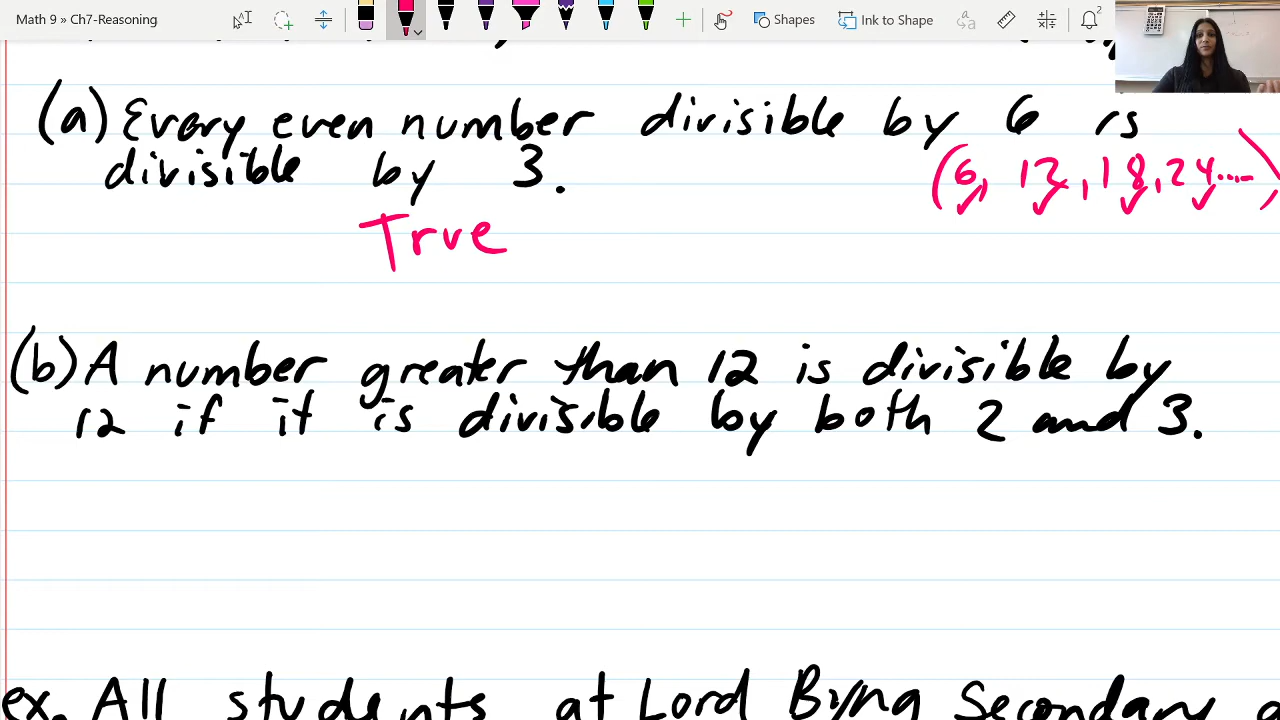 Math 9 » Ch7-Reasoning
Shapes
Ink to Shape
2
(a) Every even number divisible by 6 is
divisible by 3.
(6, 12, 18, 24....)
True
(b) A number greater than 12 is divisible by
12 if it is divisible by both 2 and 3.
ex. All students at Lord Byng Secondary